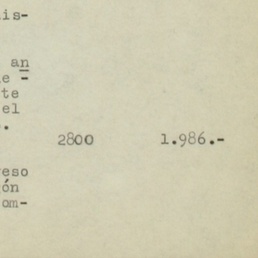 is-
an
e -
te
el
.
2800 1.986.-
eso
ón
om-